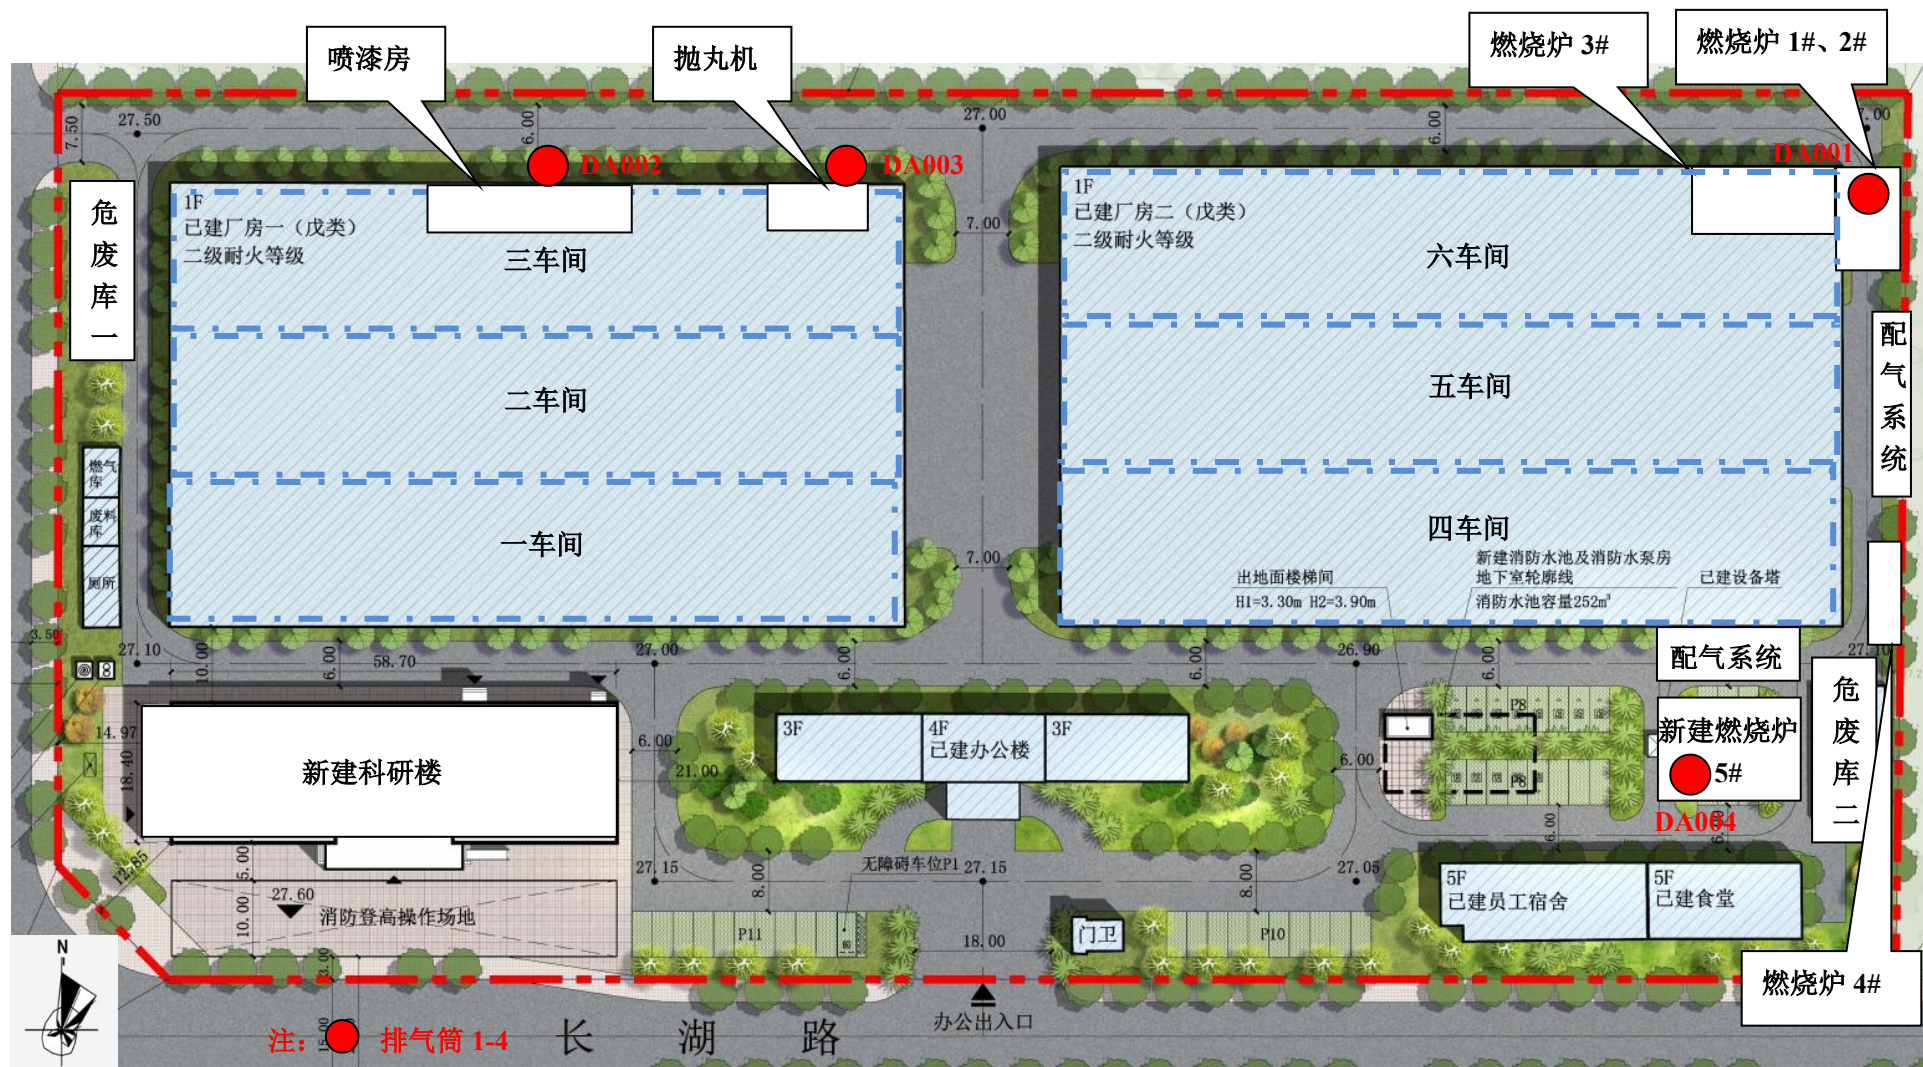 喷漆房
抛丸机
燃烧炉 3#
燃烧炉 1#、2#
7.50
27.50
6.00
27.00
6.00
7.00
DA002
DA003
DA001
危废库一
1F
已建厂房一（戊类）
二级耐火等级
三车间
二车间
一车间
7.00
7.00
1F
已建厂房二（戊类）
二级耐火等级
六车间
五车间
四车间
配气系统
燃气库
废料库
厕所
出地面楼梯间
H1=3.30m H2=3.90m
新建消防水池及消防水泵房
地下室轮廓线
消防水池容量252m³
已建设备塔
3.50
27.10
10.00
6.00
58.70
27.00
6.00
6.00
26.90
6.00
27.10
配气系统
危废库二
新建燃烧炉
5#
DA004
14.97
18.40
新建科研楼
6.00
21.00
3F
4F
已建办公楼
3F
6.00
P8
P8
6.00
12.85
5.00
27.60
10.00
消防登高操作场地
27.15
8.00
无障碍车位P1
27.15
8.00
27.05
5F
已建员工宿舍
5F
已建食堂
P11
18.00
门卫
P10
3.00
燃烧炉 4#
N
注：
15.00
排气筒 1-4
长湖路
办公出入口